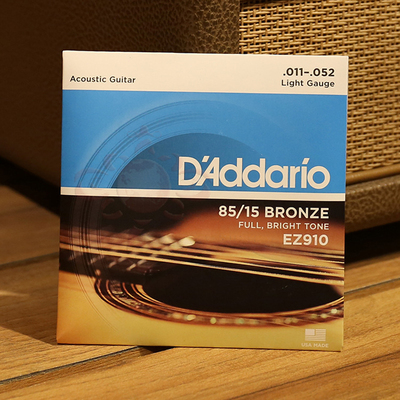 Acoustic Guitar
.011–.052
Light Gauge
D'Addario
85/15 BRONZE
FULL, BRIGHT TONE
EZ910
USA MADE